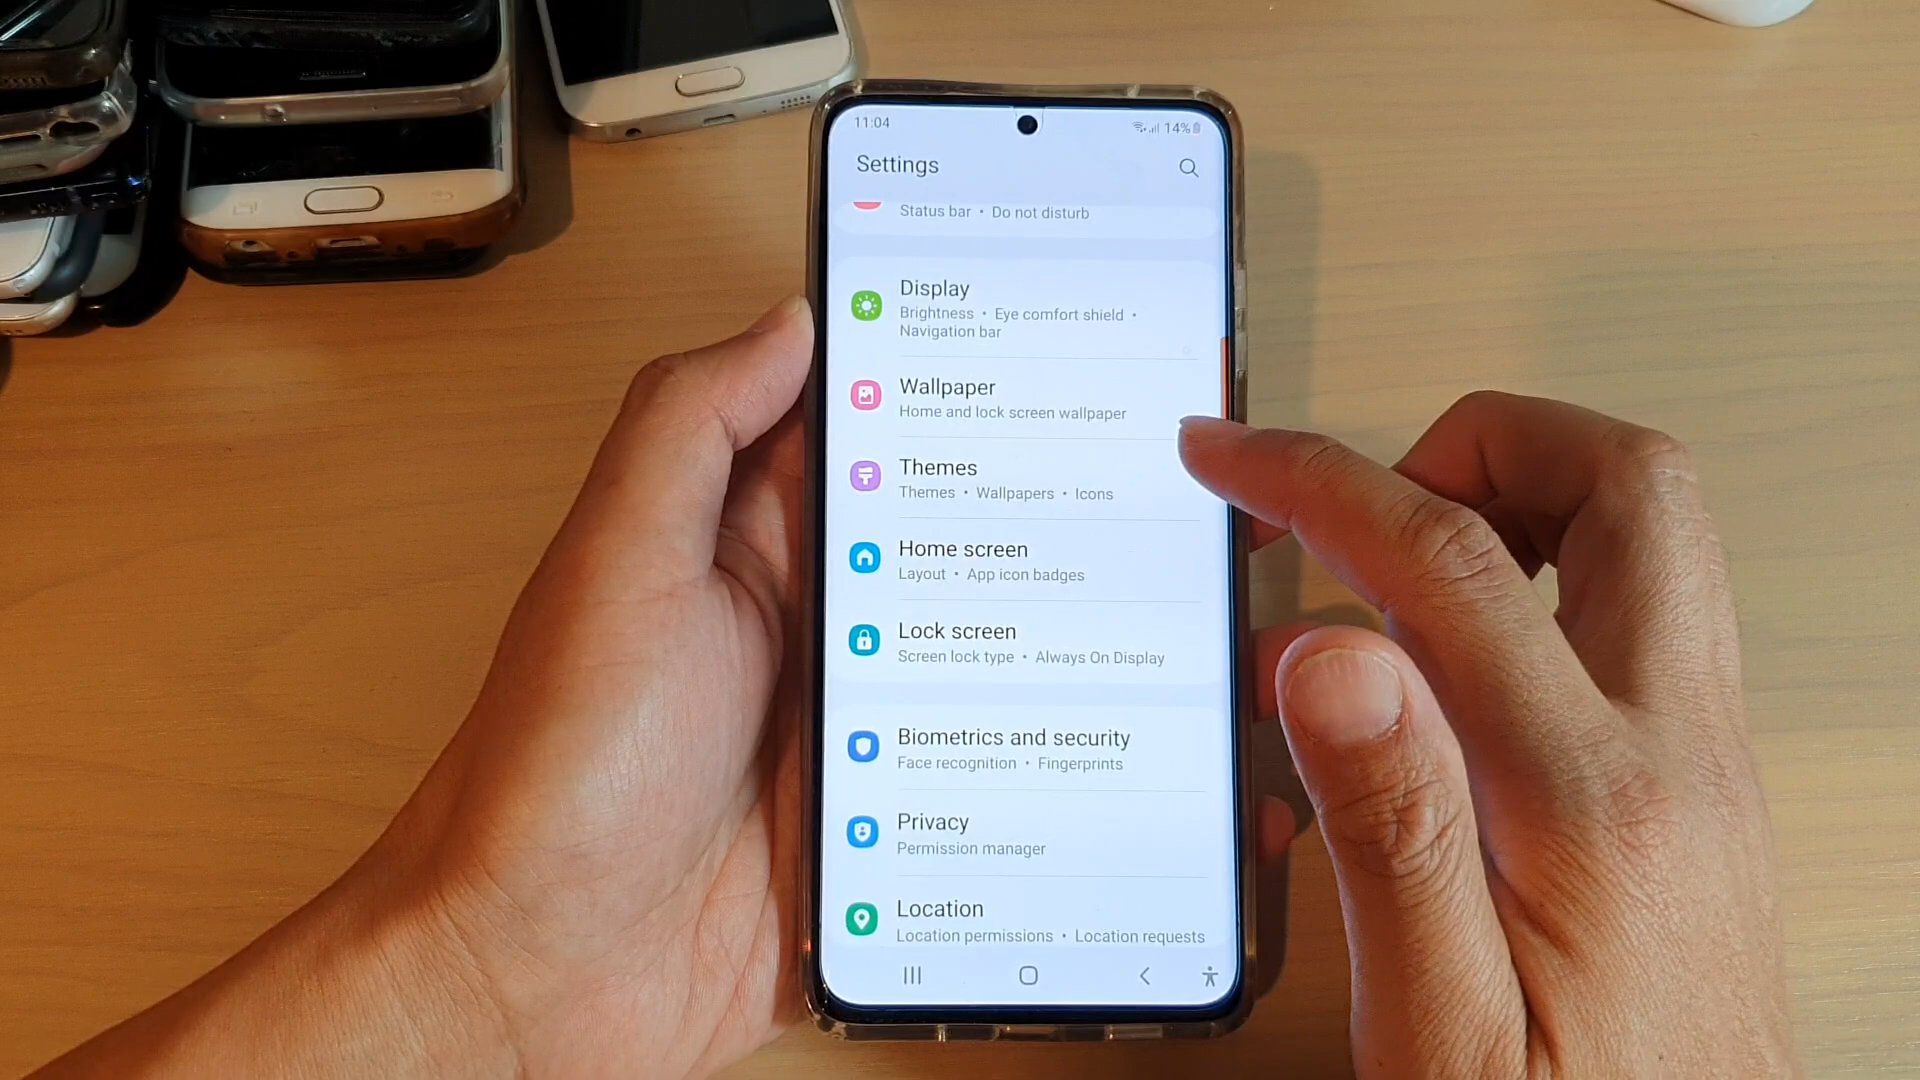 11:04
14%
Settings
Status bar • Do not disturb
Display
Brightness • Eye comfort shield •
Navigation bar
Wallpaper
Home and lock screen wallpaper
Themes
Themes • Wallpapers • Icons
Home screen
Layout • App icon badges
Lock screen
Screen lock type • Always On Display
Biometrics and security
Face recognition • Fingerprints
Privacy
Permission manager
Location
Location permissions • Location requests